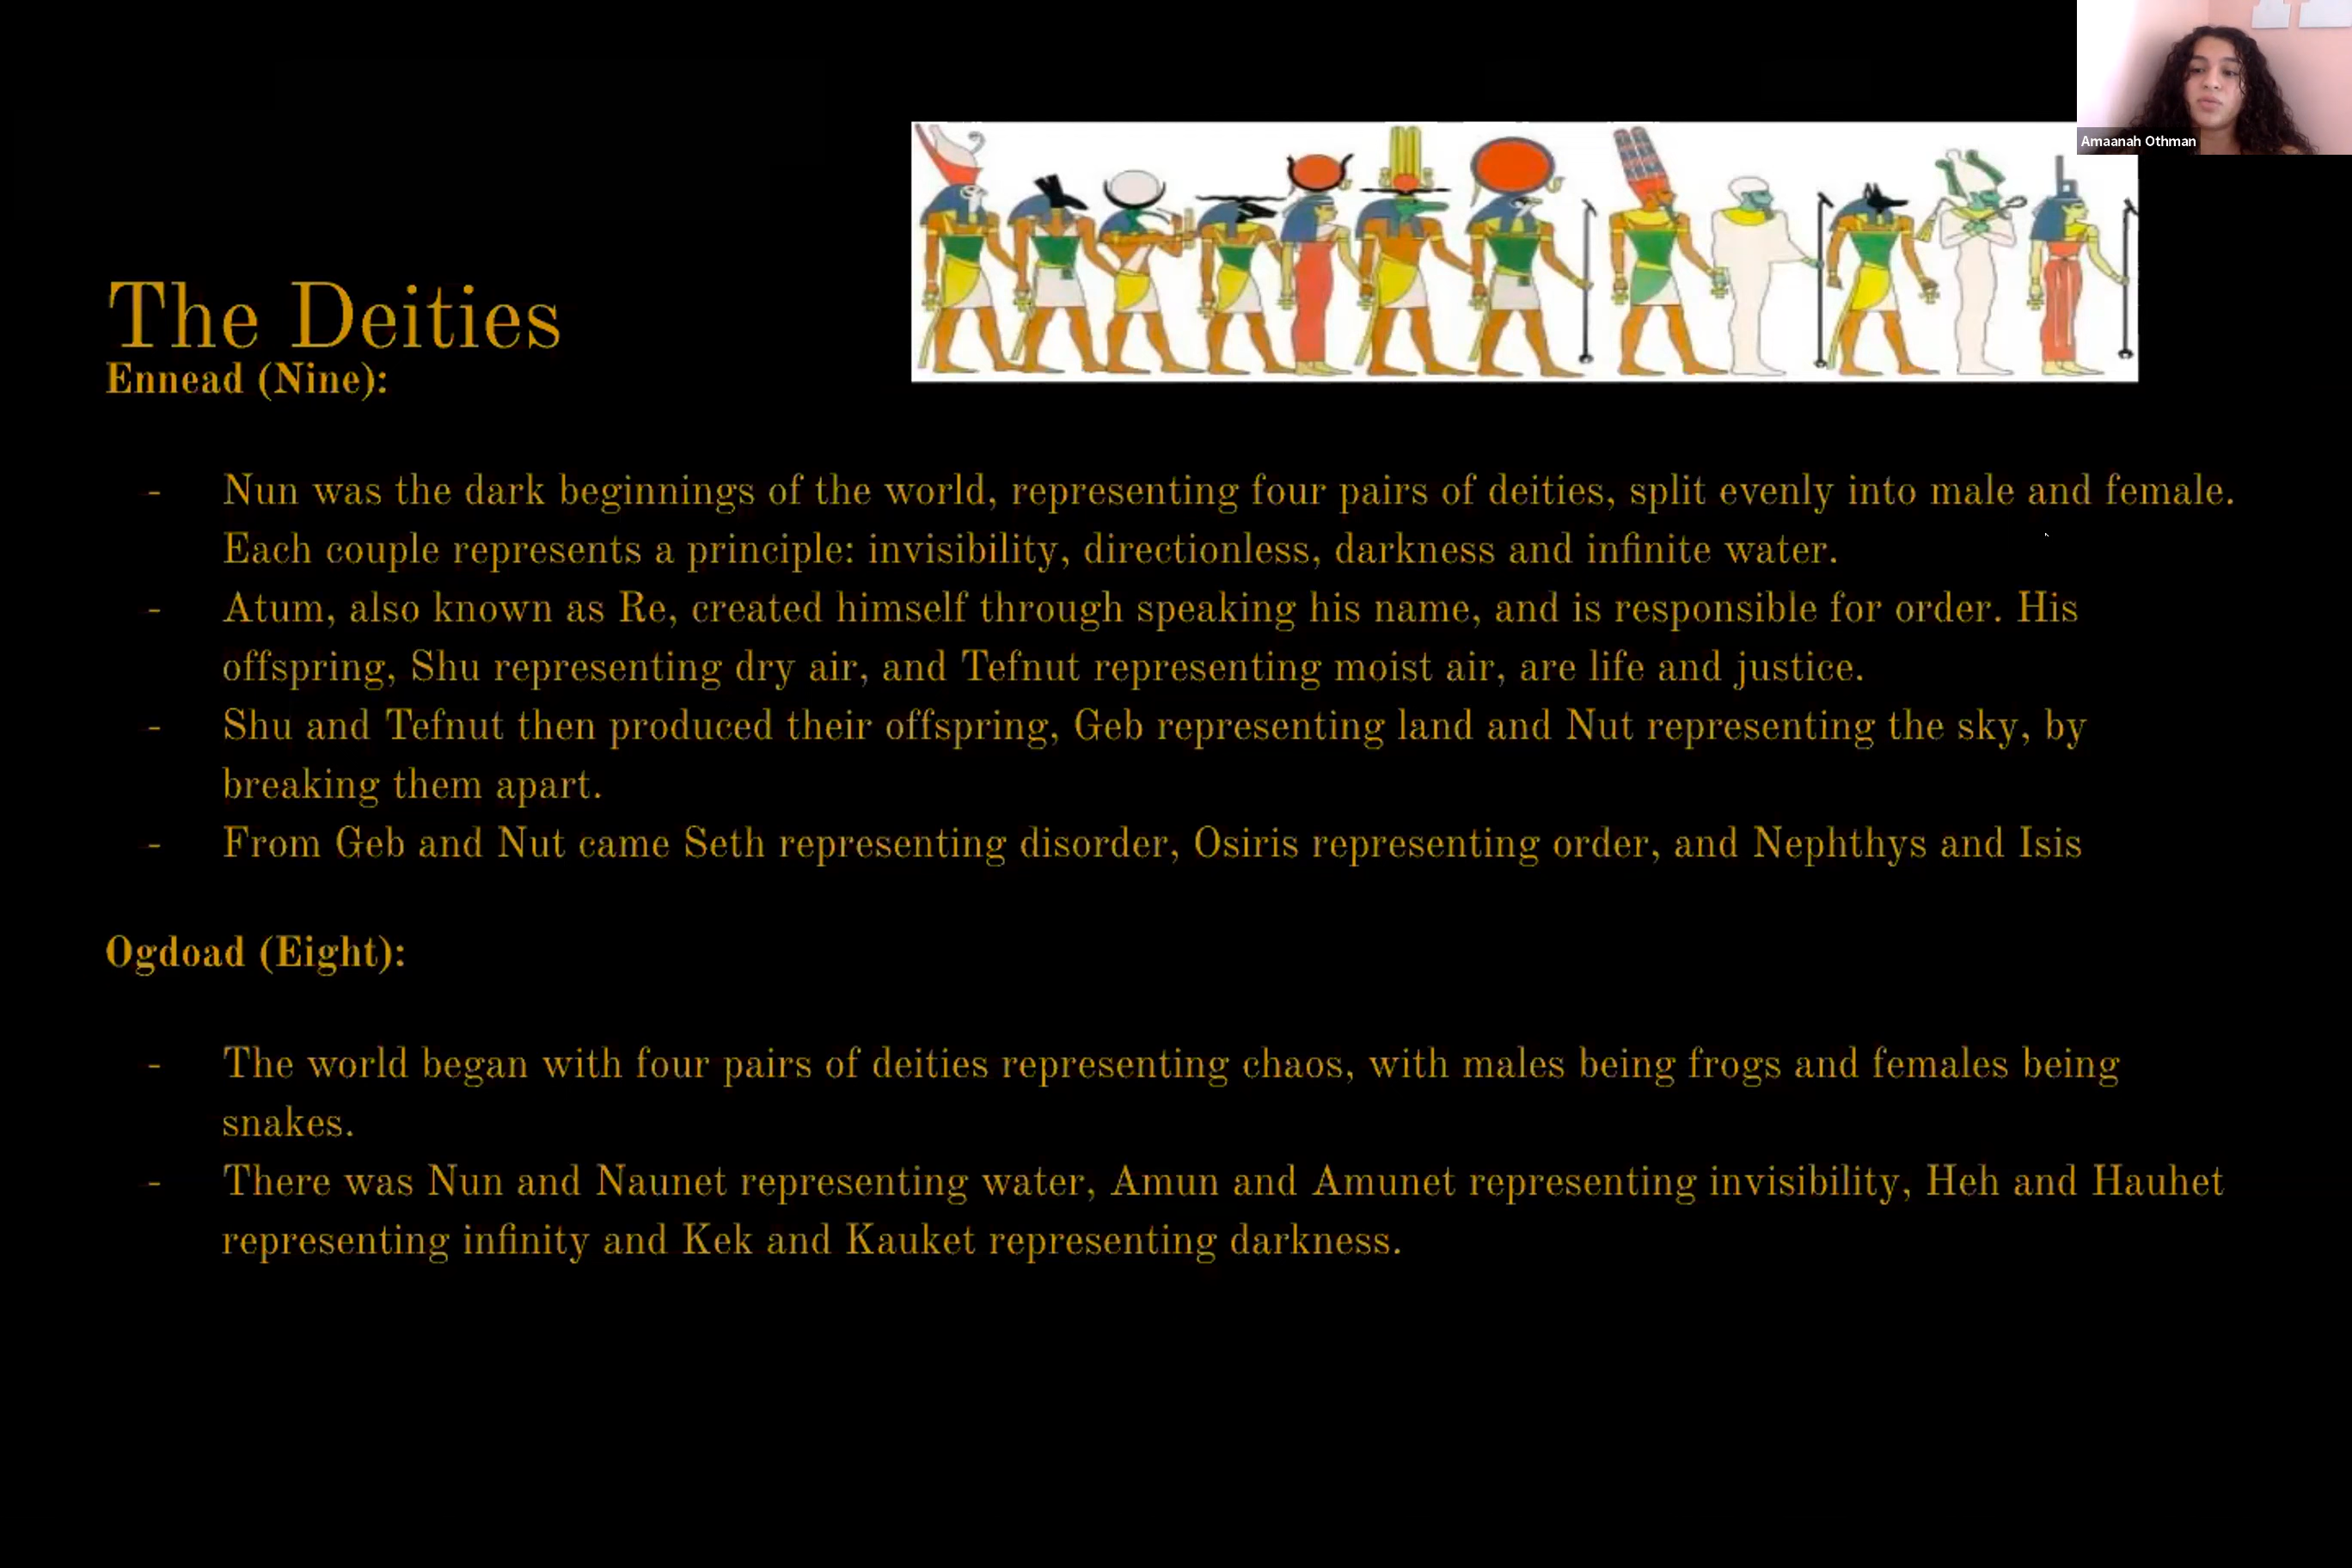 Amaanah Othman
The Deities
Ennead (Nine):
- Nun was the dark beginnings of the world, representing four pairs of deities, split evenly into male and female.
Each couple represents a principle: invisibility, directionless, darkness and infinite water.
- Atum, also known as Re, created himself through speaking his name, and is responsible for order. His
offspring, Shu representing dry air, and Tefnut representing moist air, are life and justice.
- Shu and Tefnut then produced their offspring, Geb representing land and Nut representing the sky, by
breaking them apart.
- From Geb and Nut came Seth representing disorder, Osiris representing order, and Nephthys and Isis
Ogdoad (Eight):
- The world began with four pairs of deities representing chaos, with males being frogs and females being
snakes.
- There was Nun and Naunet representing water, Amun and Amunet representing invisibility, Heh and Hauhet
representing infinity and Kek and Kauket representing darkness.